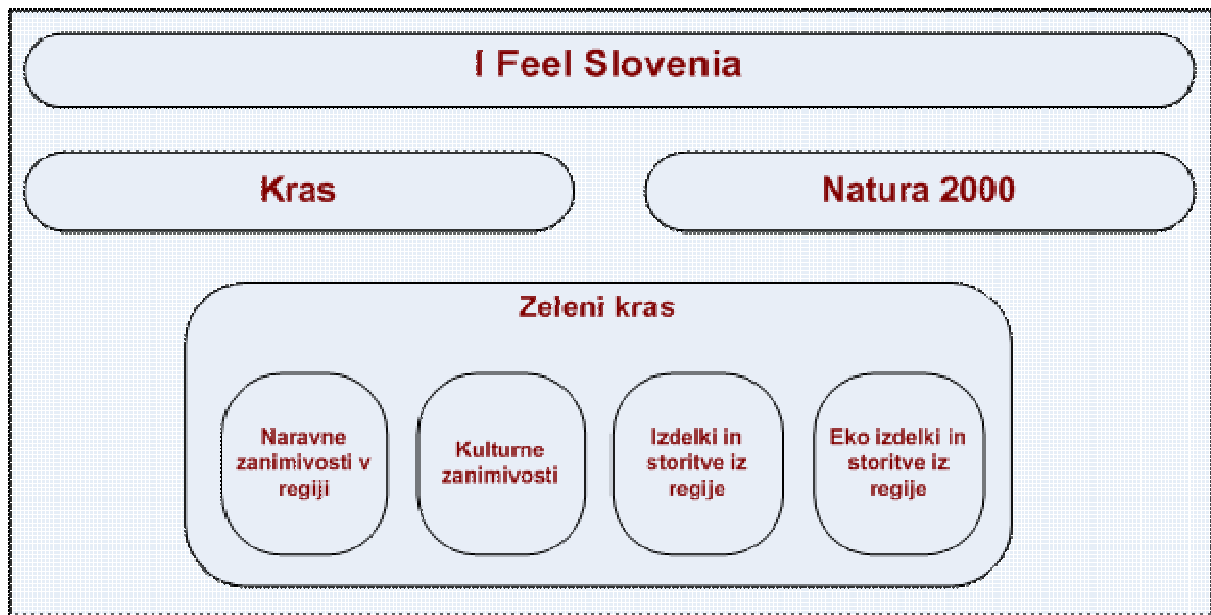 I Feel Slovenia
Kras
Natura 2000
Zeleni kras
Naravne
zanimivosti v
regiji
Kulturne
zanimivosti
Izdelki in
storitve iz
regije
Eko izdelki in
storitve iz
regije